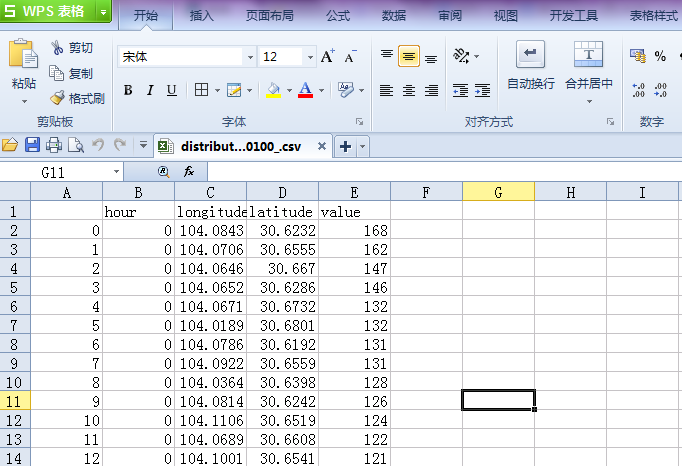 S WPS 表格 开始 插入 页面布局 公式 数据 审阅 视图 开发工具 表格样式
剪切
粘贴 复制 格式刷
宋体 12 A A
B I U A
自动换行 合并居中 %
剪贴板 字体 对齐方式 数字
distribut...0100_.csv
G11 fx
A B C D E F G H I
1 hour longitude latitude value
2 0 0 104.0843 30.6232 168
3 1 0 104.0706 30.6555 162
4 2 0 104.0646 30.667 147
5 3 0 104.0652 30.6286 146
6 4 0 104.0671 30.6732 132
7 5 0 104.0189 30.6801 132
8 6 0 104.0786 30.6192 131
9 7 0 104.0922 30.6559 131
10 8 0 104.0364 30.6398 128
11 9 0 104.0814 30.6242 126
12 10 0 104.1106 30.6519 124
13 11 0 104.0689 30.6608 122
14 12 0 104.1001 30.6541 121